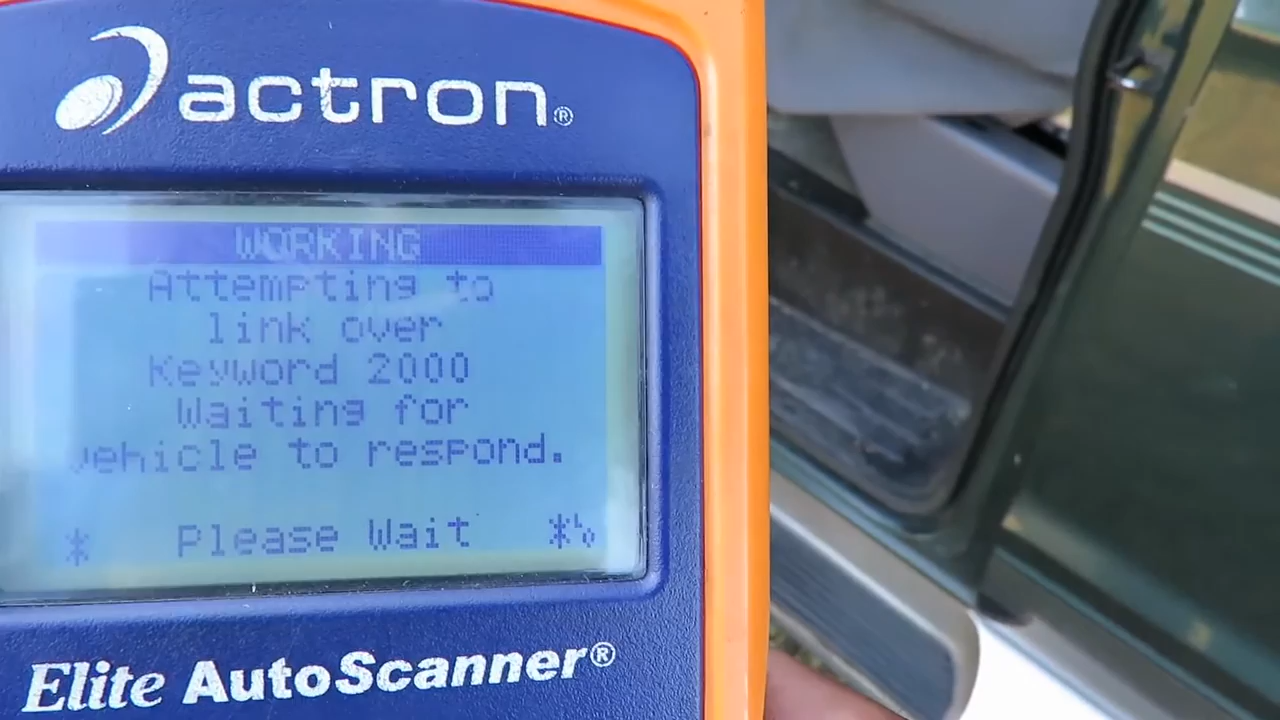 actron®
WORKING
Attempting to
link over
Keyword 2000
Waiting for
vehicle to respond.
* Please Wait *
Elite AutoScanner®